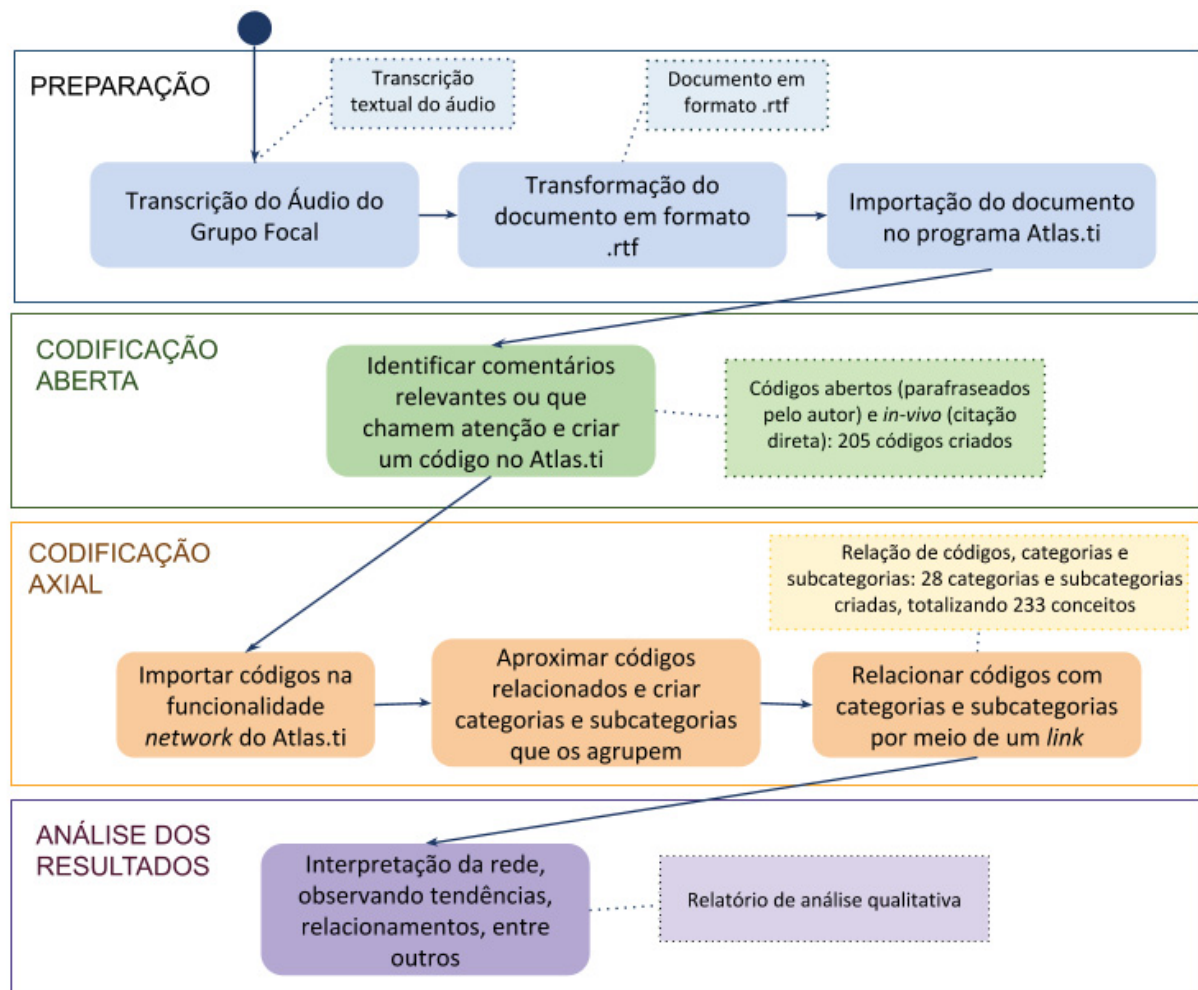 PREPARAÇÃO
Transcrição
textual do áudio
Documento em
formato .rtf
Transcrição do Áudio do
Grupo Focal
Transformação do
documento em formato
.rtf
Importação do documento
no programa Atlas.ti
CODIFICAÇÃO
ABERTA
Identificar comentários
relevantes ou que
chamem atenção e criar
um código no Atlas.ti
Códigos abertos (parafraseados
pelo autor) e in-vivo (citação
direta): 205 códigos criados
CODIFICAÇÃO
AXIAL
Relação de códigos, categorias e
subcategorias: 28 categorias e subcategorias
criadas, totalizando 233 conceitos
Importar códigos na
funcionalidade
network do Atlas.ti
Aproximar códigos
relacionados e criar
categorias e subcategorias
que os agrupem
Relacionar códigos com
categorias e subcategorias
por meio de um link
ANÁLISE DOS
RESULTADOS
Interpretação da rede,
observando tendências,
relacionamentos, entre
outros
Relatório de análise qualitativa